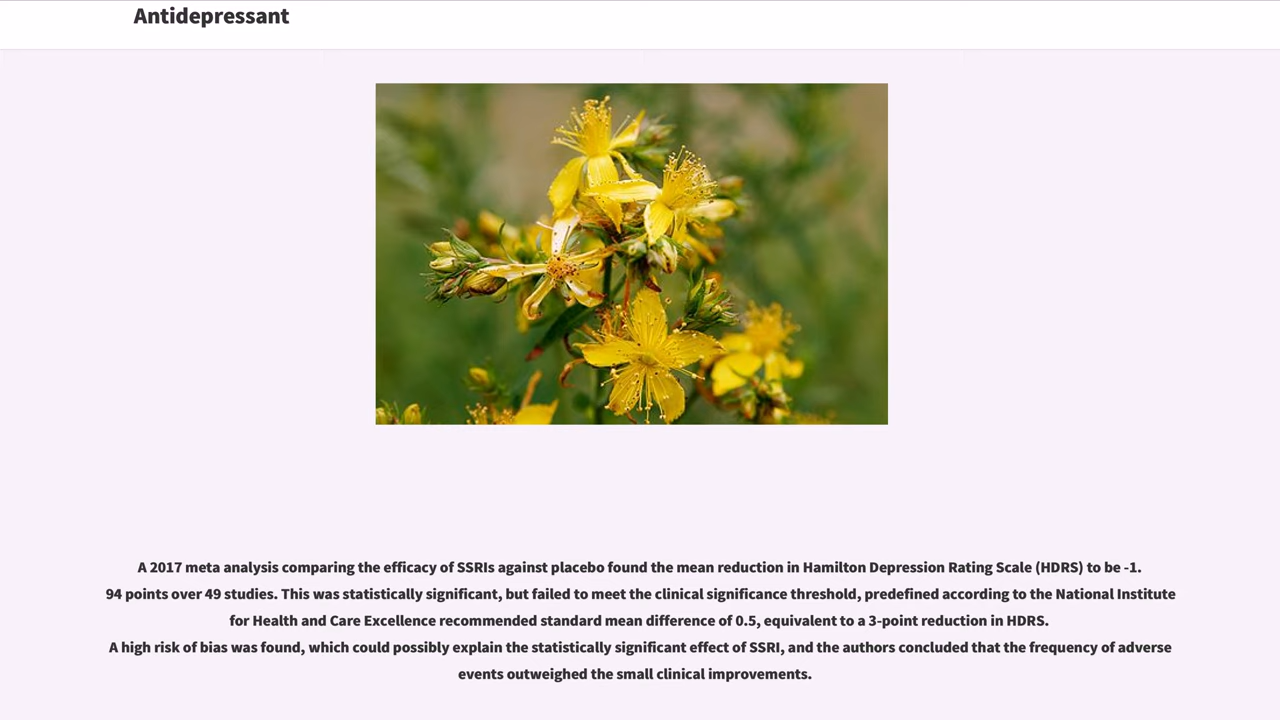 Antidepressant
A 2017 meta analysis comparing the efficacy of SSRIs against placebo found the mean reduction in Hamilton Depression Rating Scale (HDRS) to be -1.
94 points over 49 studies. This was statistically significant, but failed to meet the clinical significance threshold, predefined according to the National Institute
for Health and Care Excellence recommended standard mean difference of 0.5, equivalent to a 3-point reduction in HDRS.
A high risk of bias was found, which could possibly explain the statistically significant effect of SSRI, and the authors concluded that the frequency of adverse
events outweighed the small clinical improvements.